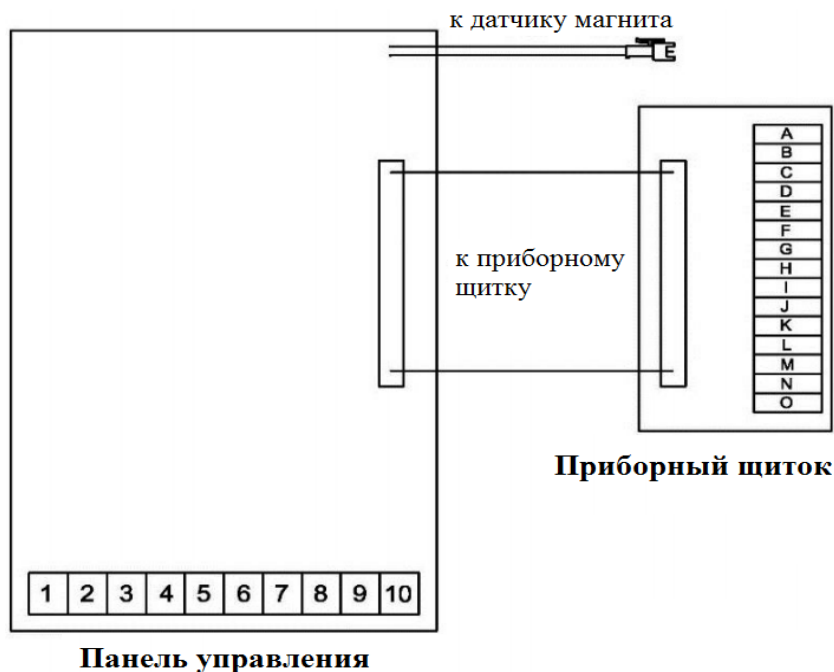 к датчику магнита
A
B
C
D
E
F
G
H
I
J
K
L
M
N
O
к приборному
щитку
Приборный щиток
1 2 3 4 5 6 7 8 9 10
Панель управления